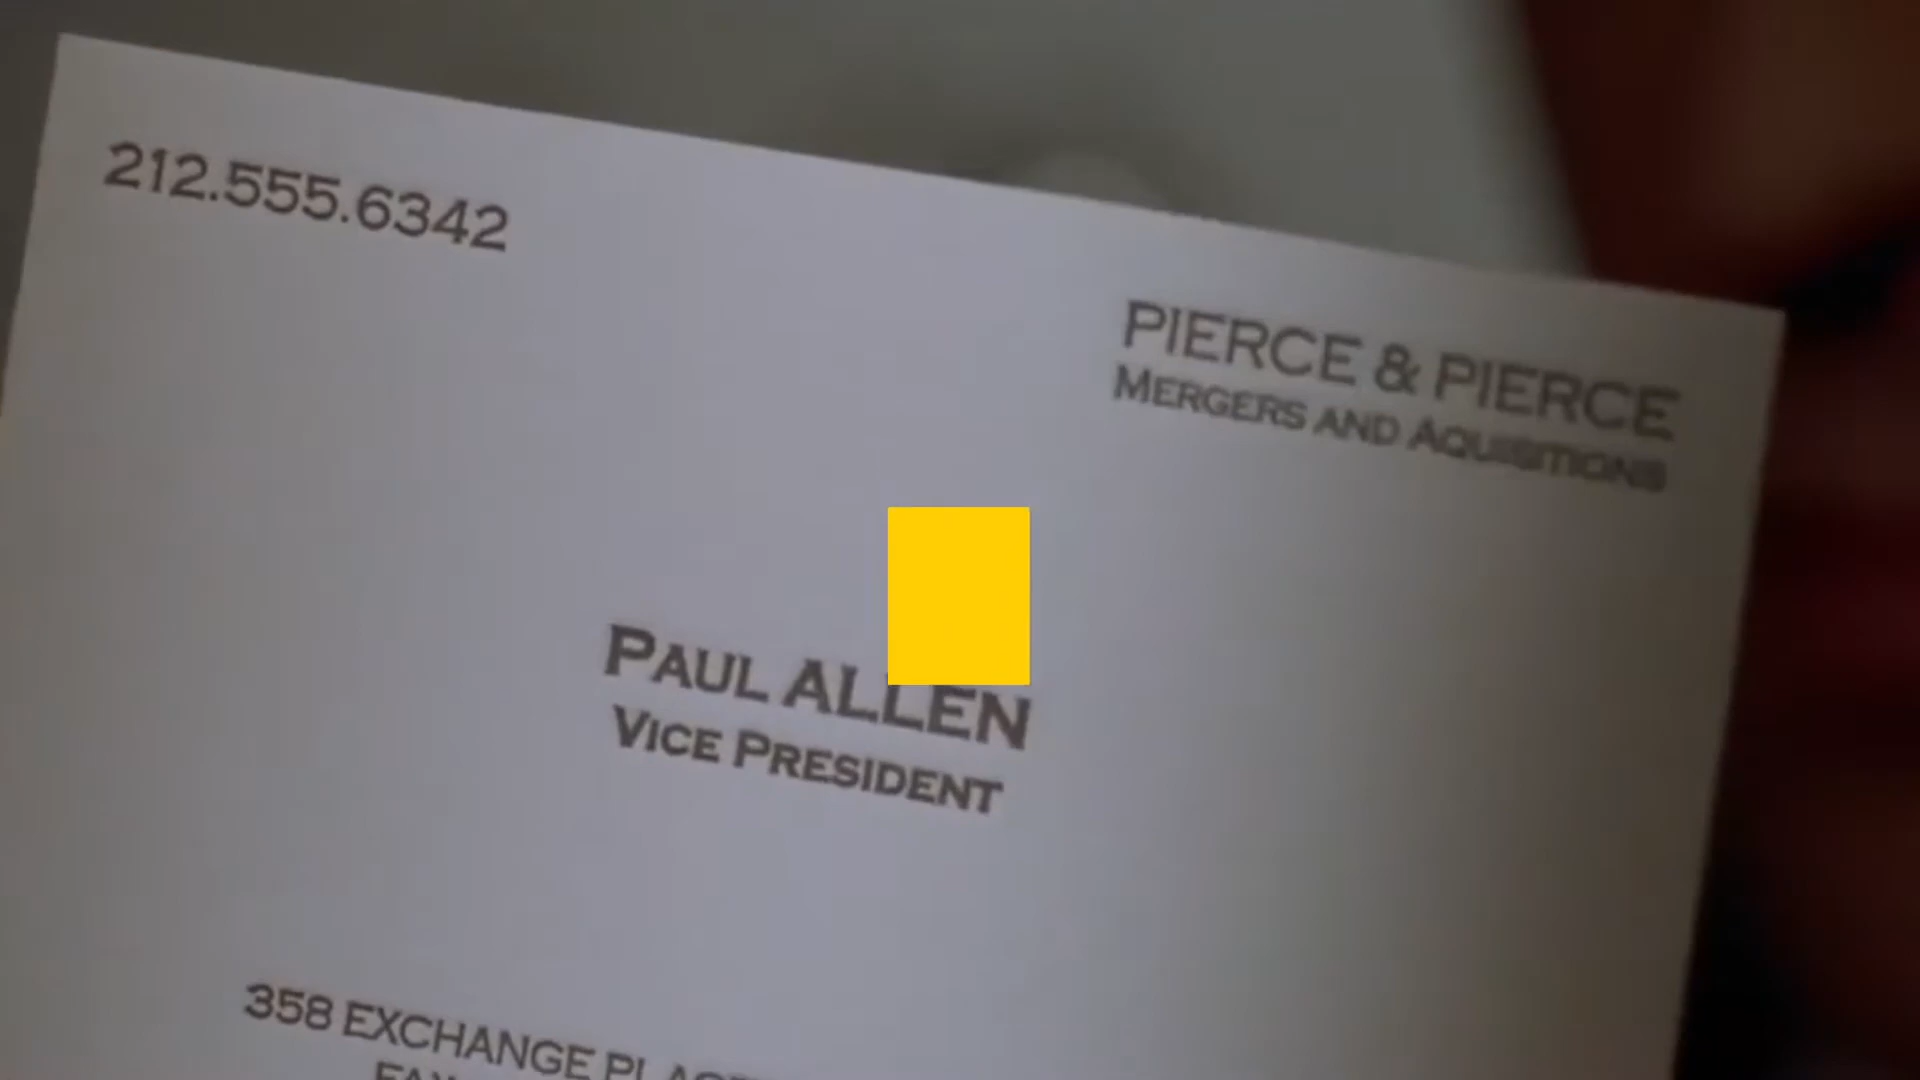 212.555.6342
PIERCE & PIERCE
MERGERS AND AQUISITIONS
PAUL ALLEN
VICE PRESIDENT
358 EXCHANGE